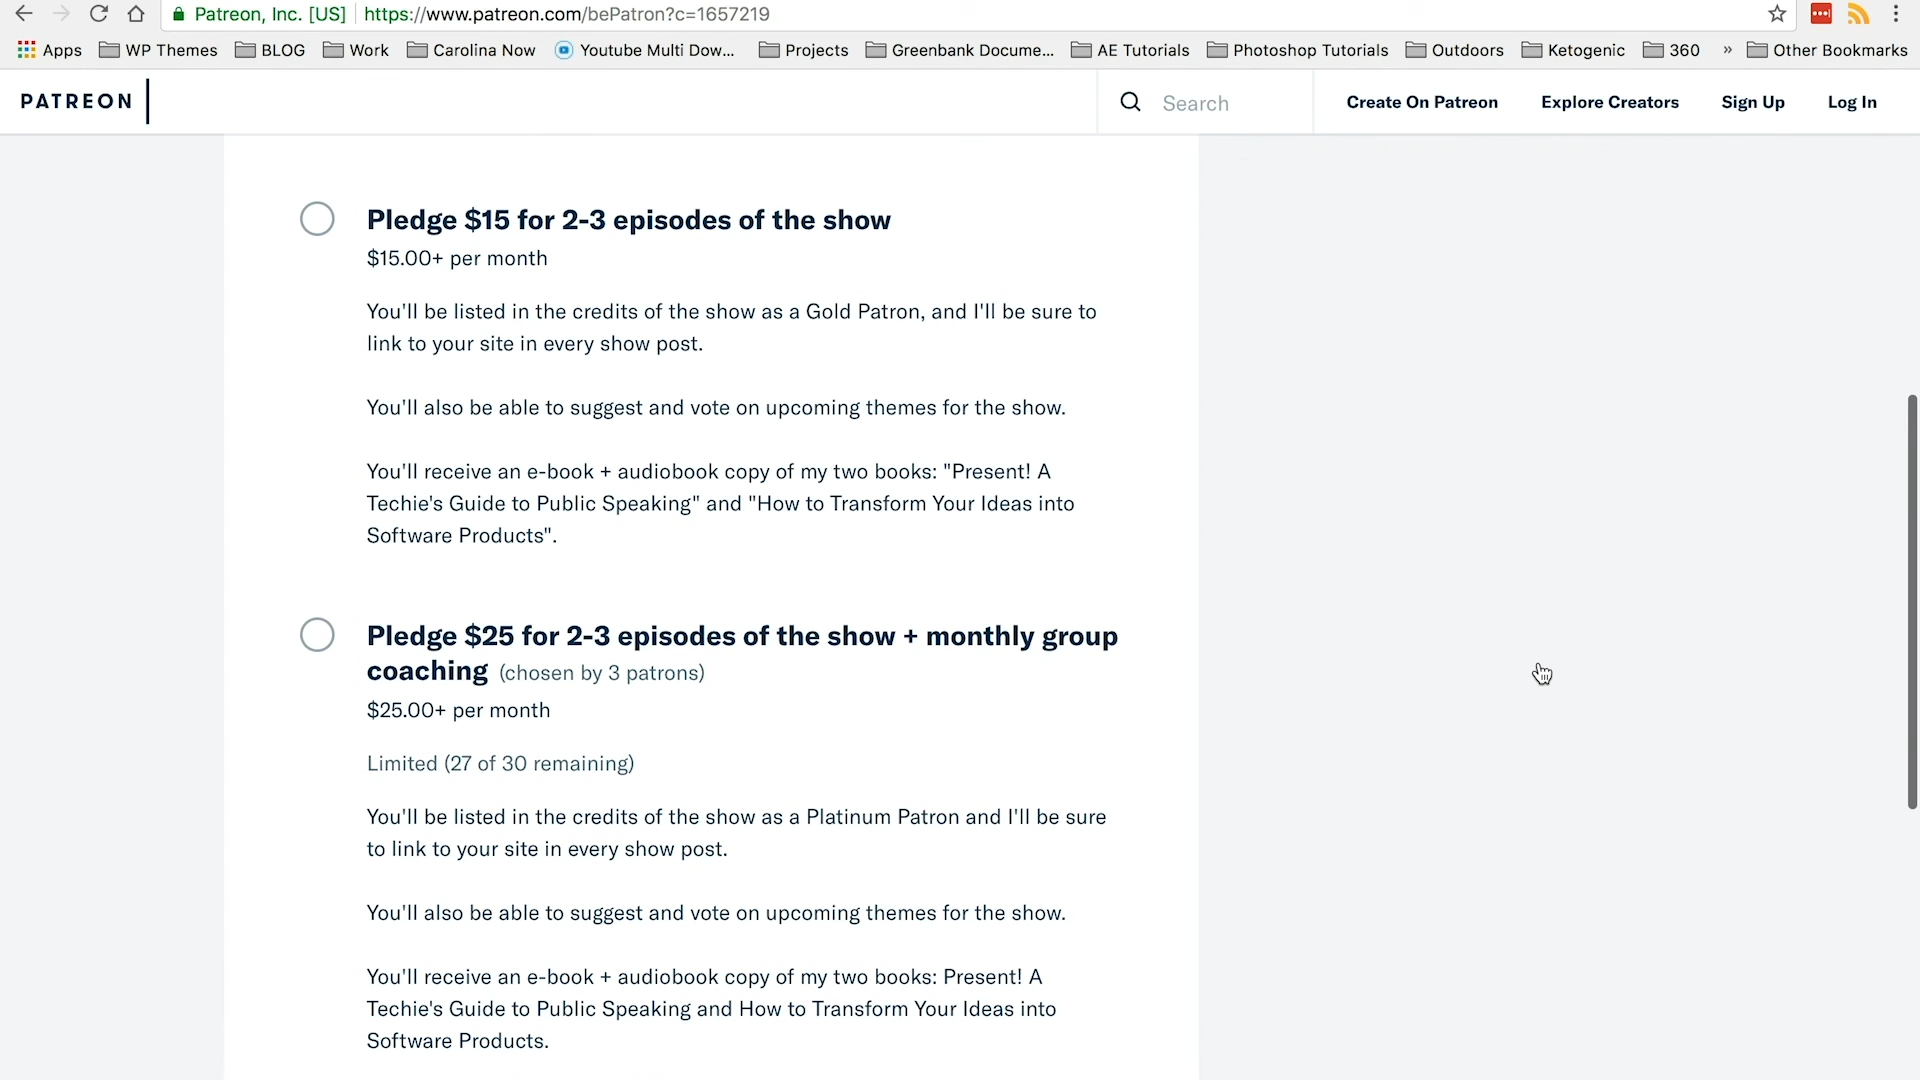 Patreon, Inc. [US] https://www.patreon.com/bePatron?c=1657219
Apps WP Themes BLOG Work Carolina Now Youtube Multi Dow... Projects Greenbank Docume... AE Tutorials Photoshop Tutorials Outdoors Ketogenic 360 » Other Bookmarks
PATREON Search Create On Patreon Explore Creators Sign Up Log In
Pledge $15 for 2-3 episodes of the show
$15.00+ per month
You'll be listed in the credits of the show as a Gold Patron, and I'll be sure to
link to your site in every show post.
You'll also be able to suggest and vote on upcoming themes for the show.
You'll receive an e-book + audiobook copy of my two books: "Present! A
Techie's Guide to Public Speaking" and "How to Transform Your Ideas into
Software Products".
Pledge $25 for 2-3 episodes of the show + monthly group
coaching (chosen by 3 patrons)
$25.00+ per month
Limited (27 of 30 remaining)
You'll be listed in the credits of the show as a Platinum Patron and I'll be sure
to link to your site in every show post.
You'll also be able to suggest and vote on upcoming themes for the show.
You'll receive an e-book + audiobook copy of my two books: Present! A
Techie's Guide to Public Speaking and How to Transform Your Ideas into
Software Products.